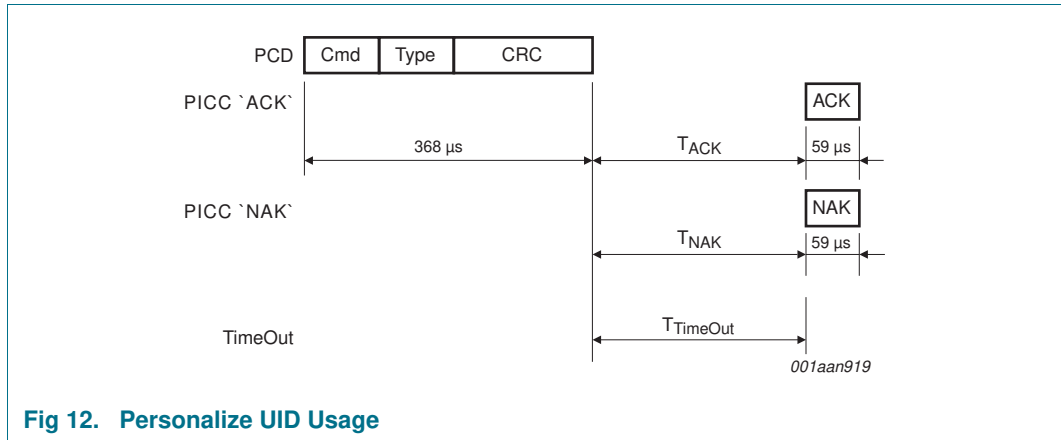 PCD Cmd Type CRC
PICC `ACK` ACK
368 µs TACK 59 µs
PICC `NAK` NAK
TNAK 59 µs
TimeOut TTimeOut
001aan919
Fig 12. Personalize UID Usage